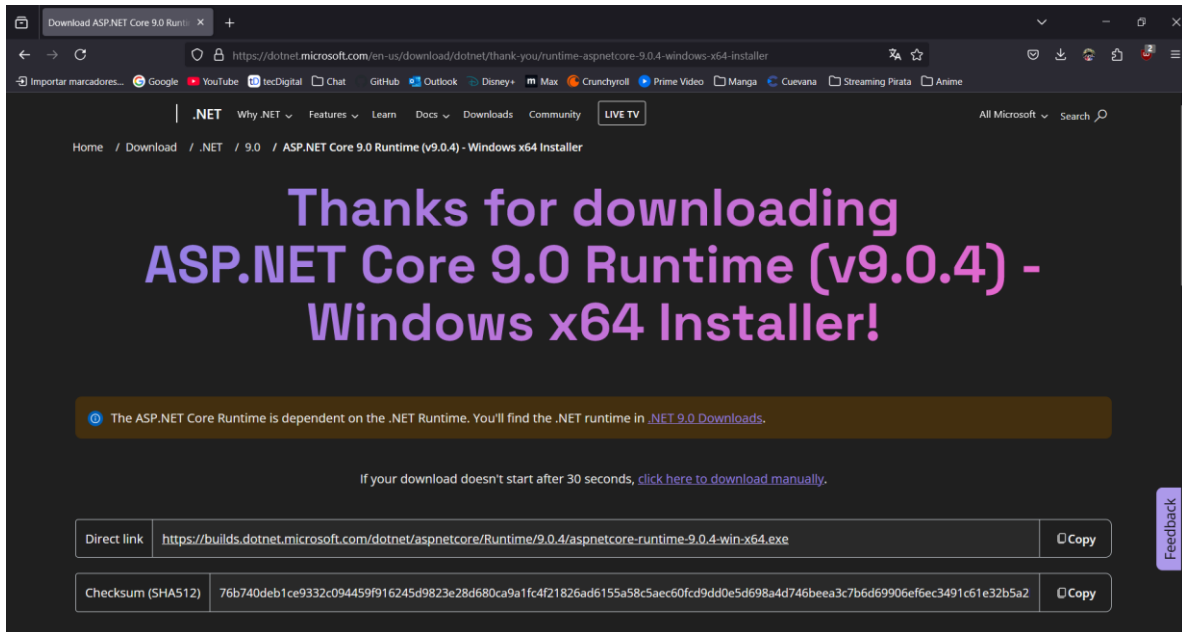 Download ASP.NET Core 9.0 Runti
https://dotnet.microsoft.com/en-us/download/dotnet/thank-you/runtime-aspnetcore-9.0.4-windows-x64-installer
2
Importar marcadores... Google YouTube tecDigital Chat GitHub Outlook Disney+ Max Crunchyroll Prime Video Manga Cuevana Streaming Pirata Anime
.NET Why .NET Features Learn Docs Downloads Community LIVE TV All Microsoft Search
Home / Download / .NET / 9.0 / ASP.NET Core 9.0 Runtime (v9.0.4) - Windows x64 Installer
Thanks for downloading
ASP.NET Core 9.0 Runtime (v9.0.4) -
Windows x64 Installer!
The ASP.NET Core Runtime is dependent on the .NET Runtime. You'll find the .NET runtime in .NET 9.0 Downloads.
If your download doesn't start after 30 seconds, click here to download manually.
Feedback
Direct link https://builds.dotnet.microsoft.com/dotnet/aspnetcore/Runtime/9.0.4/aspnetcore-runtime-9.0.4-win-x64.exe Copy
Checksum (SHA512) 76b740deb1ce9332c094459f916245d9823e28d680ca9a1fc4f21826ad6155a58c5aec60fcd9dd0e5d698a4d746beea3c7b6d69906ef6ec3491c61e32b5a2 Copy